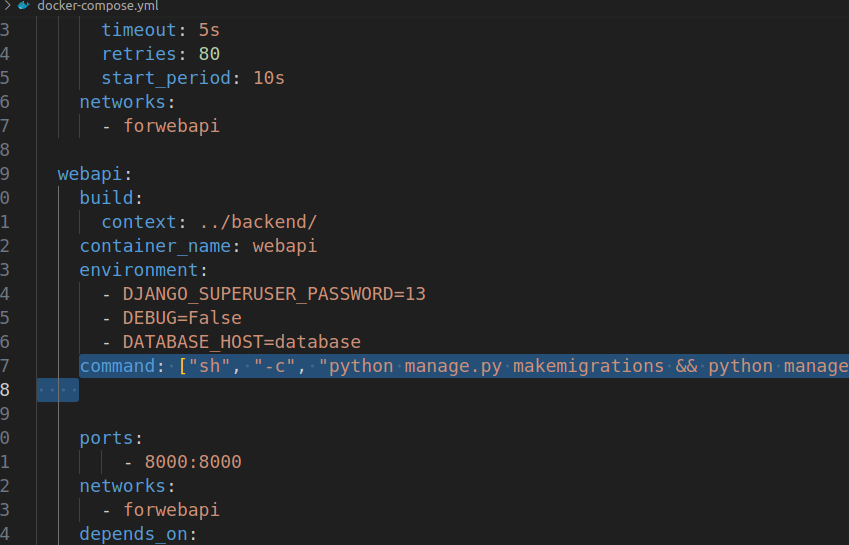 docker-compose.yml
3 timeout: 5s
4 retries: 80
5 start_period: 10s
6 networks:
7 - forwebapi
8
9 webapi:
0 build:
1 context: ../backend/
2 container_name: webapi
3 environment:
4 - DJANGO_SUPERUSER_PASSWORD=13
5 - DEBUG=False
6 - DATABASE_HOST=database
7 command: ["sh", "-c", "python manage.py makemigrations && python manage
8
9
0 ports:
1 - 8000:8000
2 networks:
3 - forwebapi
4 depends_on: